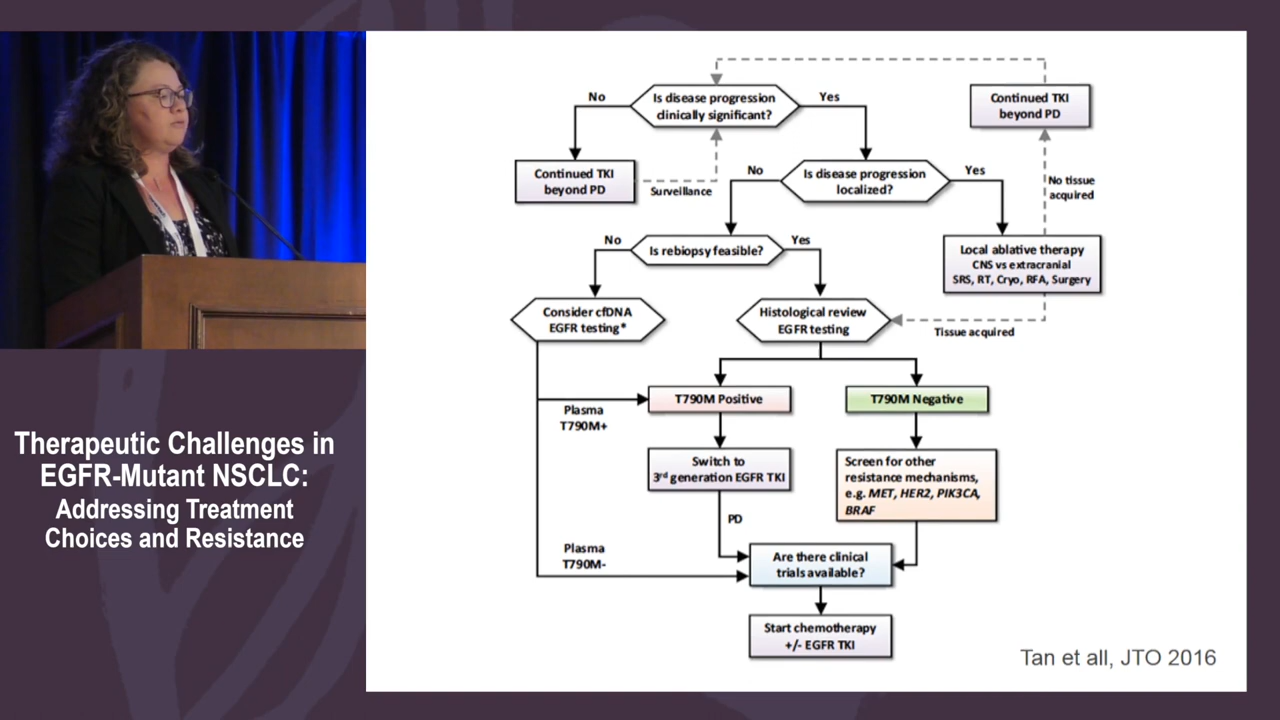 Is disease progression
clinically significant?
No
Yes
Continued TKI
beyond PD
Continued TKI
beyond PD
Surveillance
Is disease progression
localized?
No
Yes
No tissue
acquired
Is rebiopsy feasible?
No
Yes
Local ablative therapy
CNS vs extracranial
SRS, RT, Cryo, RFA, Surgery
Consider cfDNA
EGFR testing*
Histological review
EGFR testing
Tissue acquired
T790M Positive
T790M Negative
Plasma
T790M+
Switch to
3rd generation EGFR TKI
Screen for other
resistance mechanisms,
e.g. MET, HER2, PIK3CA,
BRAF
PD
Plasma
T790M-
Are there clinical
trials available?
Start chemotherapy
+/- EGFR TKI
Tan et all, JTO 2016
Therapeutic Challenges in
EGFR-Mutant NSCLC:
Addressing Treatment
Choices and Resistance